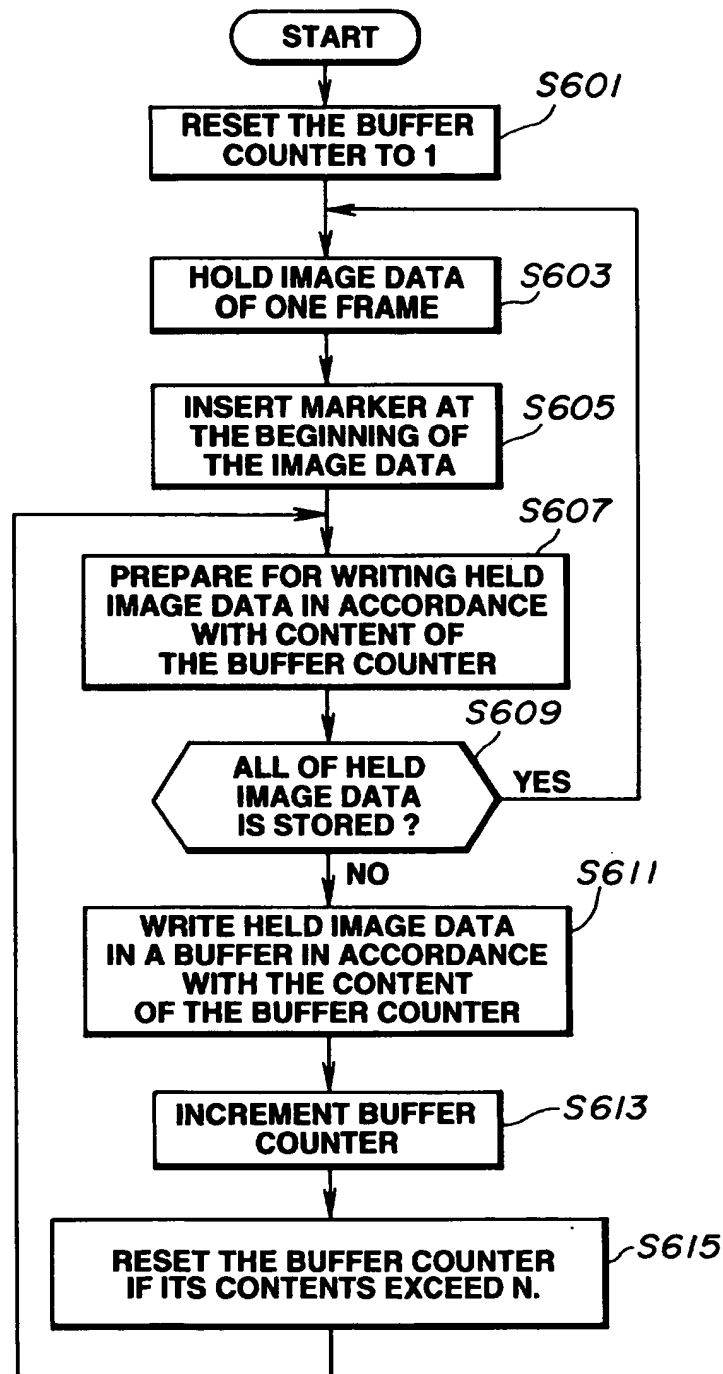 START
S601
RESET THE BUFFER
COUNTER TO 1
HOLD IMAGE DATA
OF ONE FRAME
S603
INSERT MARKER AT
THE BEGINNING OF
THE IMAGE DATA
S605
S607
PREPARE FOR WRITING HELD
IMAGE DATA IN ACCORDANCE
WITH CONTENT OF
THE BUFFER COUNTER
S609
ALL OF HELD
IMAGE DATA
IS STORED ?
YES
NO
S611
WRITE HELD IMAGE DATA
IN A BUFFER IN ACCORDANCE
WITH THE CONTENT
OF THE BUFFER COUNTER
INCREMENT BUFFER
COUNTER
S613
RESET THE BUFFER COUNTER
IF ITS CONTENTS EXCEED N.
S615